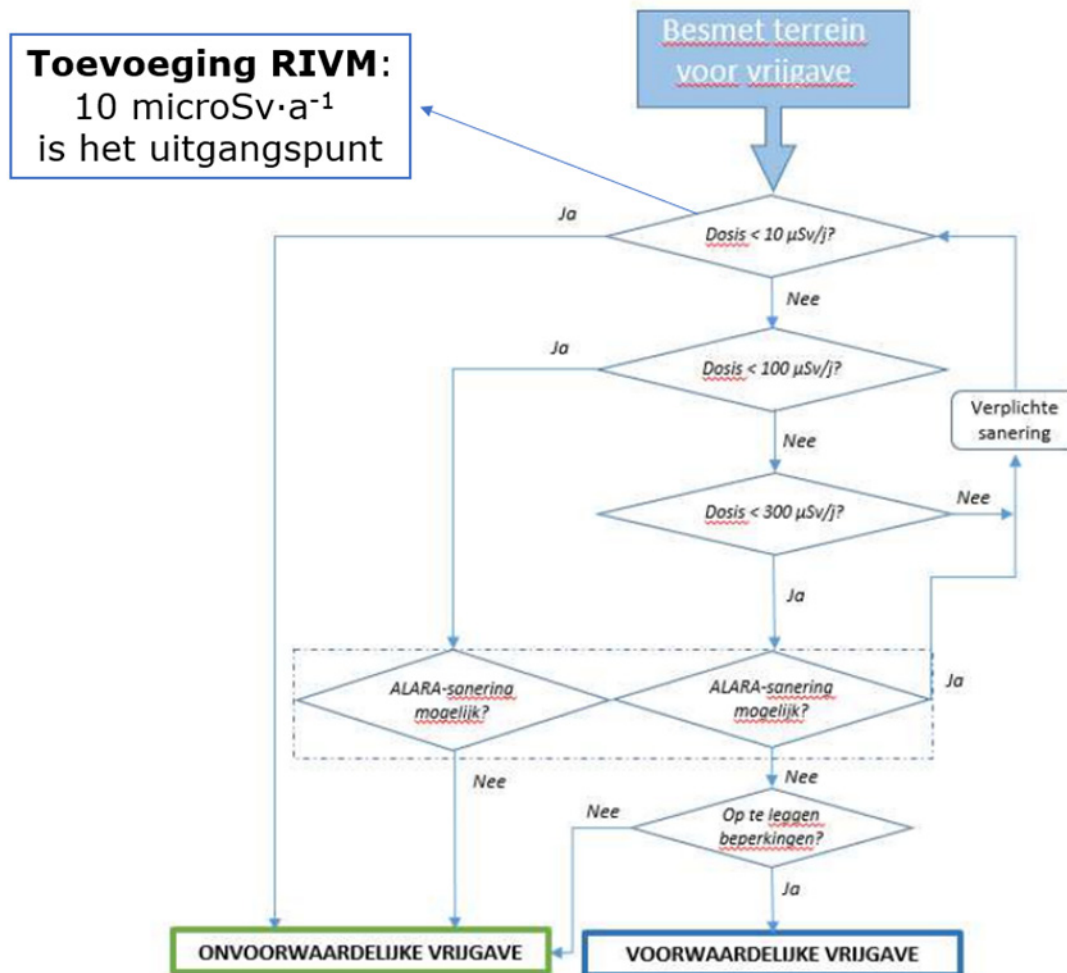 Toevoeging RIVM:
10 microSv·a⁻¹
is het uitgangspunt
Besmet terrein
voor vrijgave
Ja
Dosis < 10 µSv/j?
Nee
Ja
Dosis < 100 µSv/j?
Verplichte
sanering
Nee
Dosis < 300 µSv/j?
Nee
Ja
ALARA-sanering
mogelijk?
ALARA-sanering
mogelijk?
Ja
Nee
Nee
Nee
Op te leggen
beperkingen?
Ja
ONVOORWAARDELIJKE VRIJGAVE
VOORWAARDELIJKE VRIJGAVE